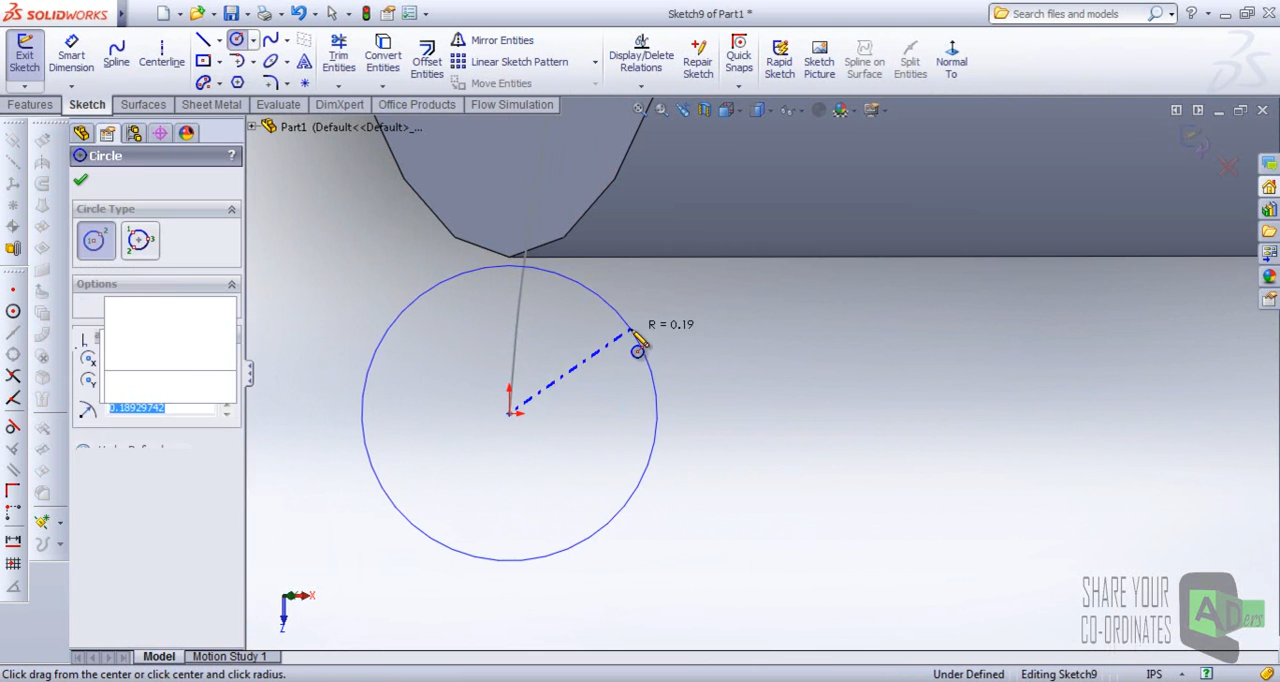 SOLIDWORKS
Sketch9 of Part1 *
Search files and models
?
Exit Sketch
Smart Dimension
Spline
Centerline
Trim Entities
Convert Entities
Offset Entities
Mirror Entities
Linear Sketch Pattern
Move Entities
Display/Delete Relations
Repair Sketch
Quick Snaps
Rapid Sketch
Sketch Picture
Spline on Surface
Split Entities
Normal To
Features
Sketch
Surfaces
Sheet Metal
Evaluate
DimXpert
Office Products
Flow Simulation
Part1 (Default<<Default>_...
Circle
?
Circle Type
Options
0.18929742
R = 0.19
X
Z
SHARE YOUR
CO-ORDINATES
ADers
Model
Motion Study 1
Click drag from the center or click center and click radius.
Under Defined
Editing Sketch9
IPS
?